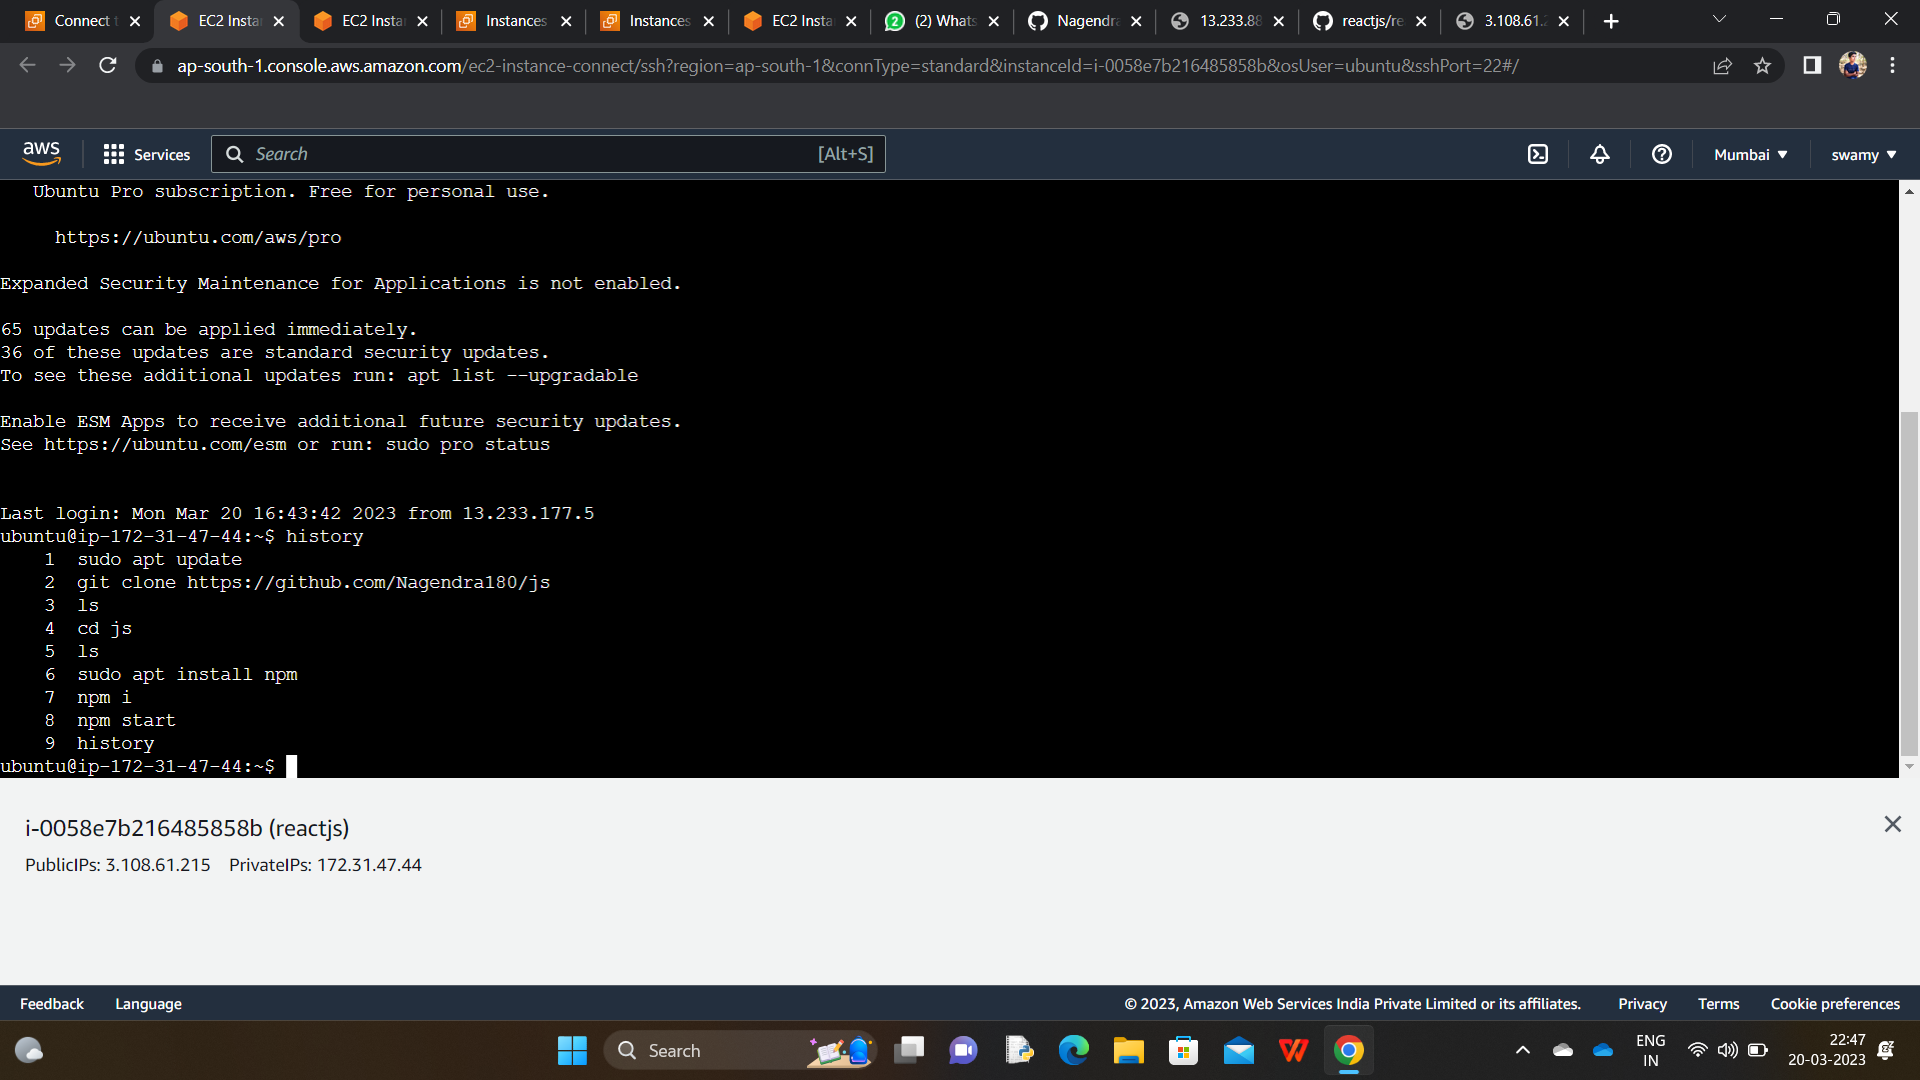 Connect t
EC2 Insta
EC2 Insta
Instances
Instances
EC2 Insta
(2) Whats
Nagendra
13.233.88
reactjs/re
3.108.61.2
ap-south-1.console.aws.amazon.com/ec2-instance-connect/ssh?region=ap-south-1&connType=standard&instanceId=i-0058e7b216485858b&osUser=ubuntu&sshPort=22#/
aws Services Search [Alt+S] Mumbai swamy
Ubuntu Pro subscription. Free for personal use.
https://ubuntu.com/aws/pro
Expanded Security Maintenance for Applications is not enabled.
65 updates can be applied immediately.
36 of these updates are standard security updates.
To see these additional updates run: apt list --upgradable
Enable ESM Apps to receive additional future security updates.
See https://ubuntu.com/esm or run: sudo pro status
Last login: Mon Mar 20 16:43:42 2023 from 13.233.177.5
ubuntu@ip-172-31-47-44:~$ history
1 sudo apt update
2 git clone https://github.com/Nagendra180/js
3 ls
4 cd js
5 ls
6 sudo apt install npm
7 npm i
8 npm start
9 history
ubuntu@ip-172-31-47-44:~$
i-0058e7b216485858b (reactjs)
PublicIPs: 3.108.61.215 PrivateIPs: 172.31.47.44
Feedback Language © 2023, Amazon Web Services India Private Limited or its affiliates. Privacy Terms Cookie preferences
Search
ENG
IN
22:47
20-03-2023